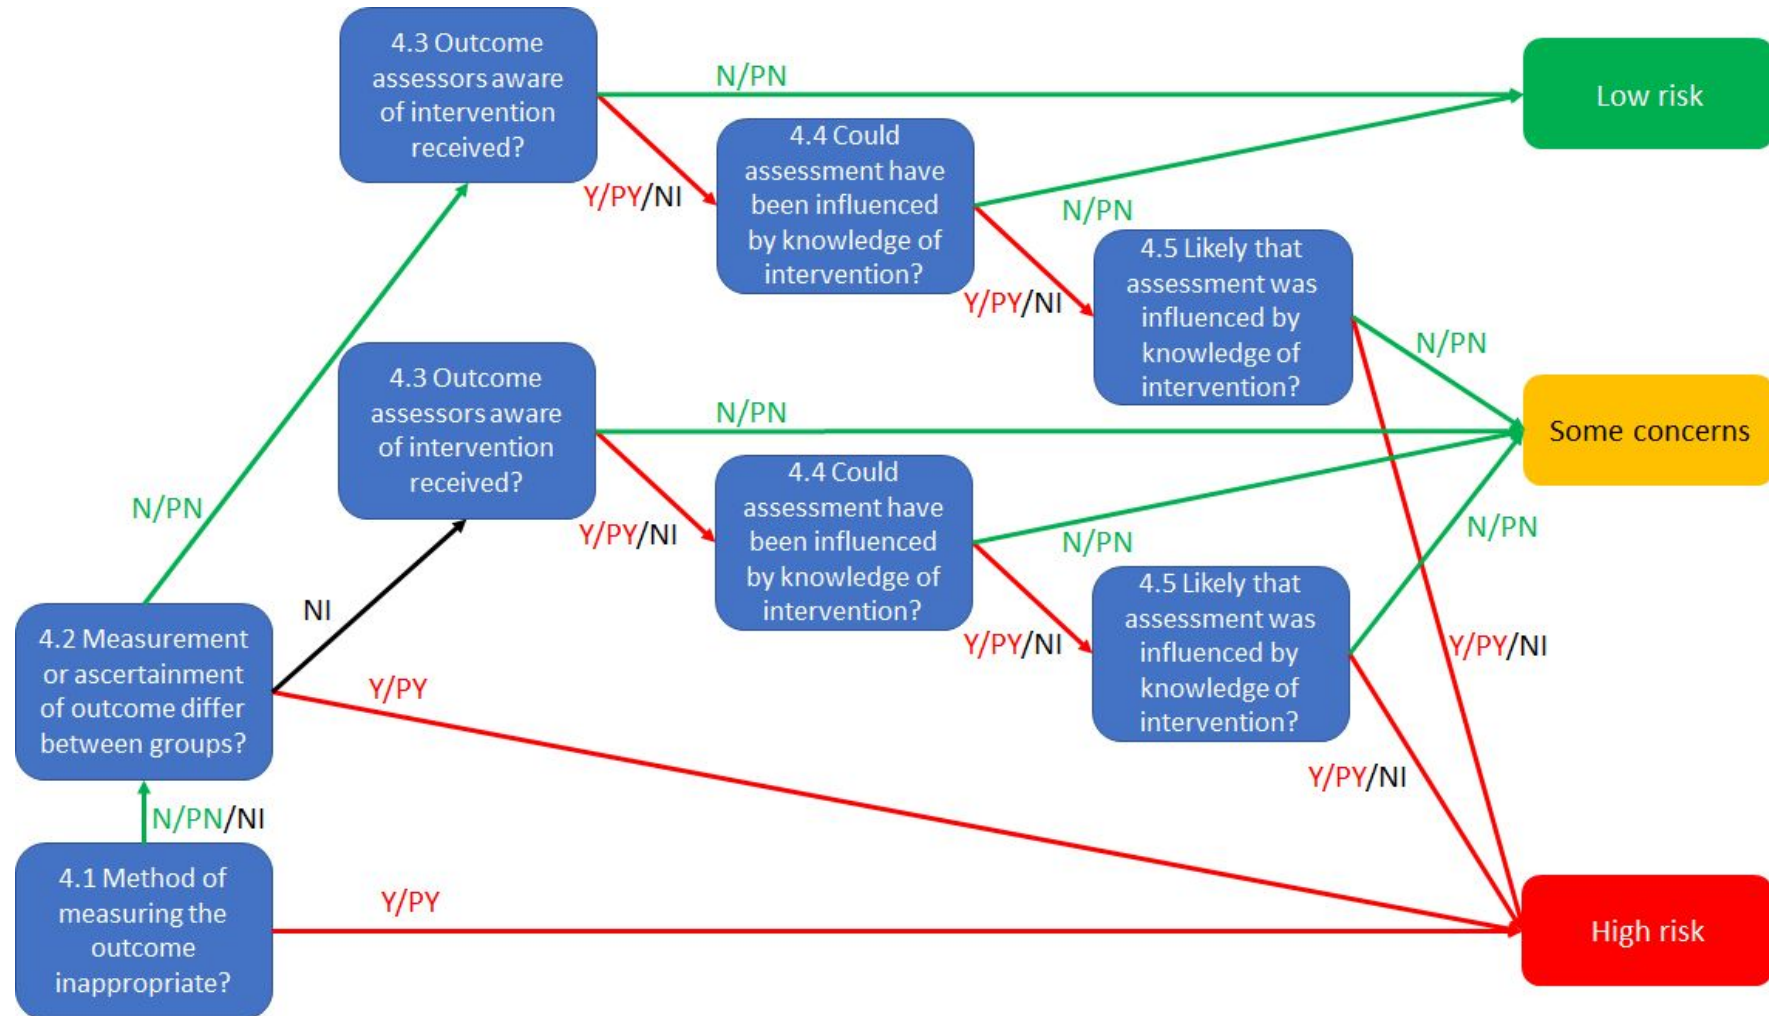 4.3 Outcome
assessors aware
of intervention
received?
N/PN
Low risk
Y/PY/NI
4.4 Could
assessment have
been influenced
by knowledge of
intervention?
N/PN
Y/PY/NI
4.5 Likely that
assessment was
influenced by
knowledge of
intervention?
N/PN
Some concerns
4.3 Outcome
assessors aware
of intervention
received?
N/PN
Y/PY/NI
4.4 Could
assessment have
been influenced
by knowledge of
intervention?
N/PN
Y/PY/NI
4.5 Likely that
assessment was
influenced by
knowledge of
intervention?
N/PN
Y/PY/NI
Y/PY/NI
N/PN
NI
4.2 Measurement
or ascertainment
of outcome differ
between groups?
Y/PY
N/PN/NI
4.1 Method of
measuring the
outcome
inappropriate?
Y/PY
High risk